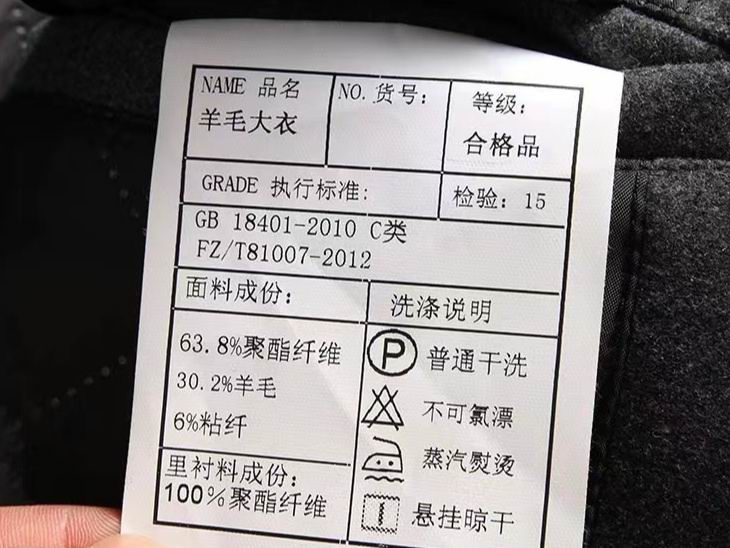 NAME 品名
羊毛大衣
NO.货号:
等级:
合格品
GRADE 执行标准:
检验: 15
GB 18401-2010 C类
FZ/T81007-2012
面料成份:
洗涤说明
63.8%聚酯纤维
30.2%羊毛
6%粘纤
P 普通干洗
不可氯漂
蒸汽熨烫
悬挂晾干
里衬料成份:
100%聚酯纤维